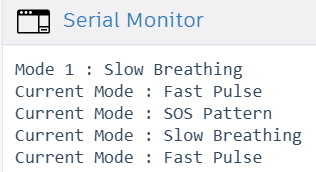 Serial Monitor
Mode 1 : Slow Breathing
Current Mode : Fast Pulse
Current Mode : SOS Pattern
Current Mode : Slow Breathing
Current Mode : Fast Pulse